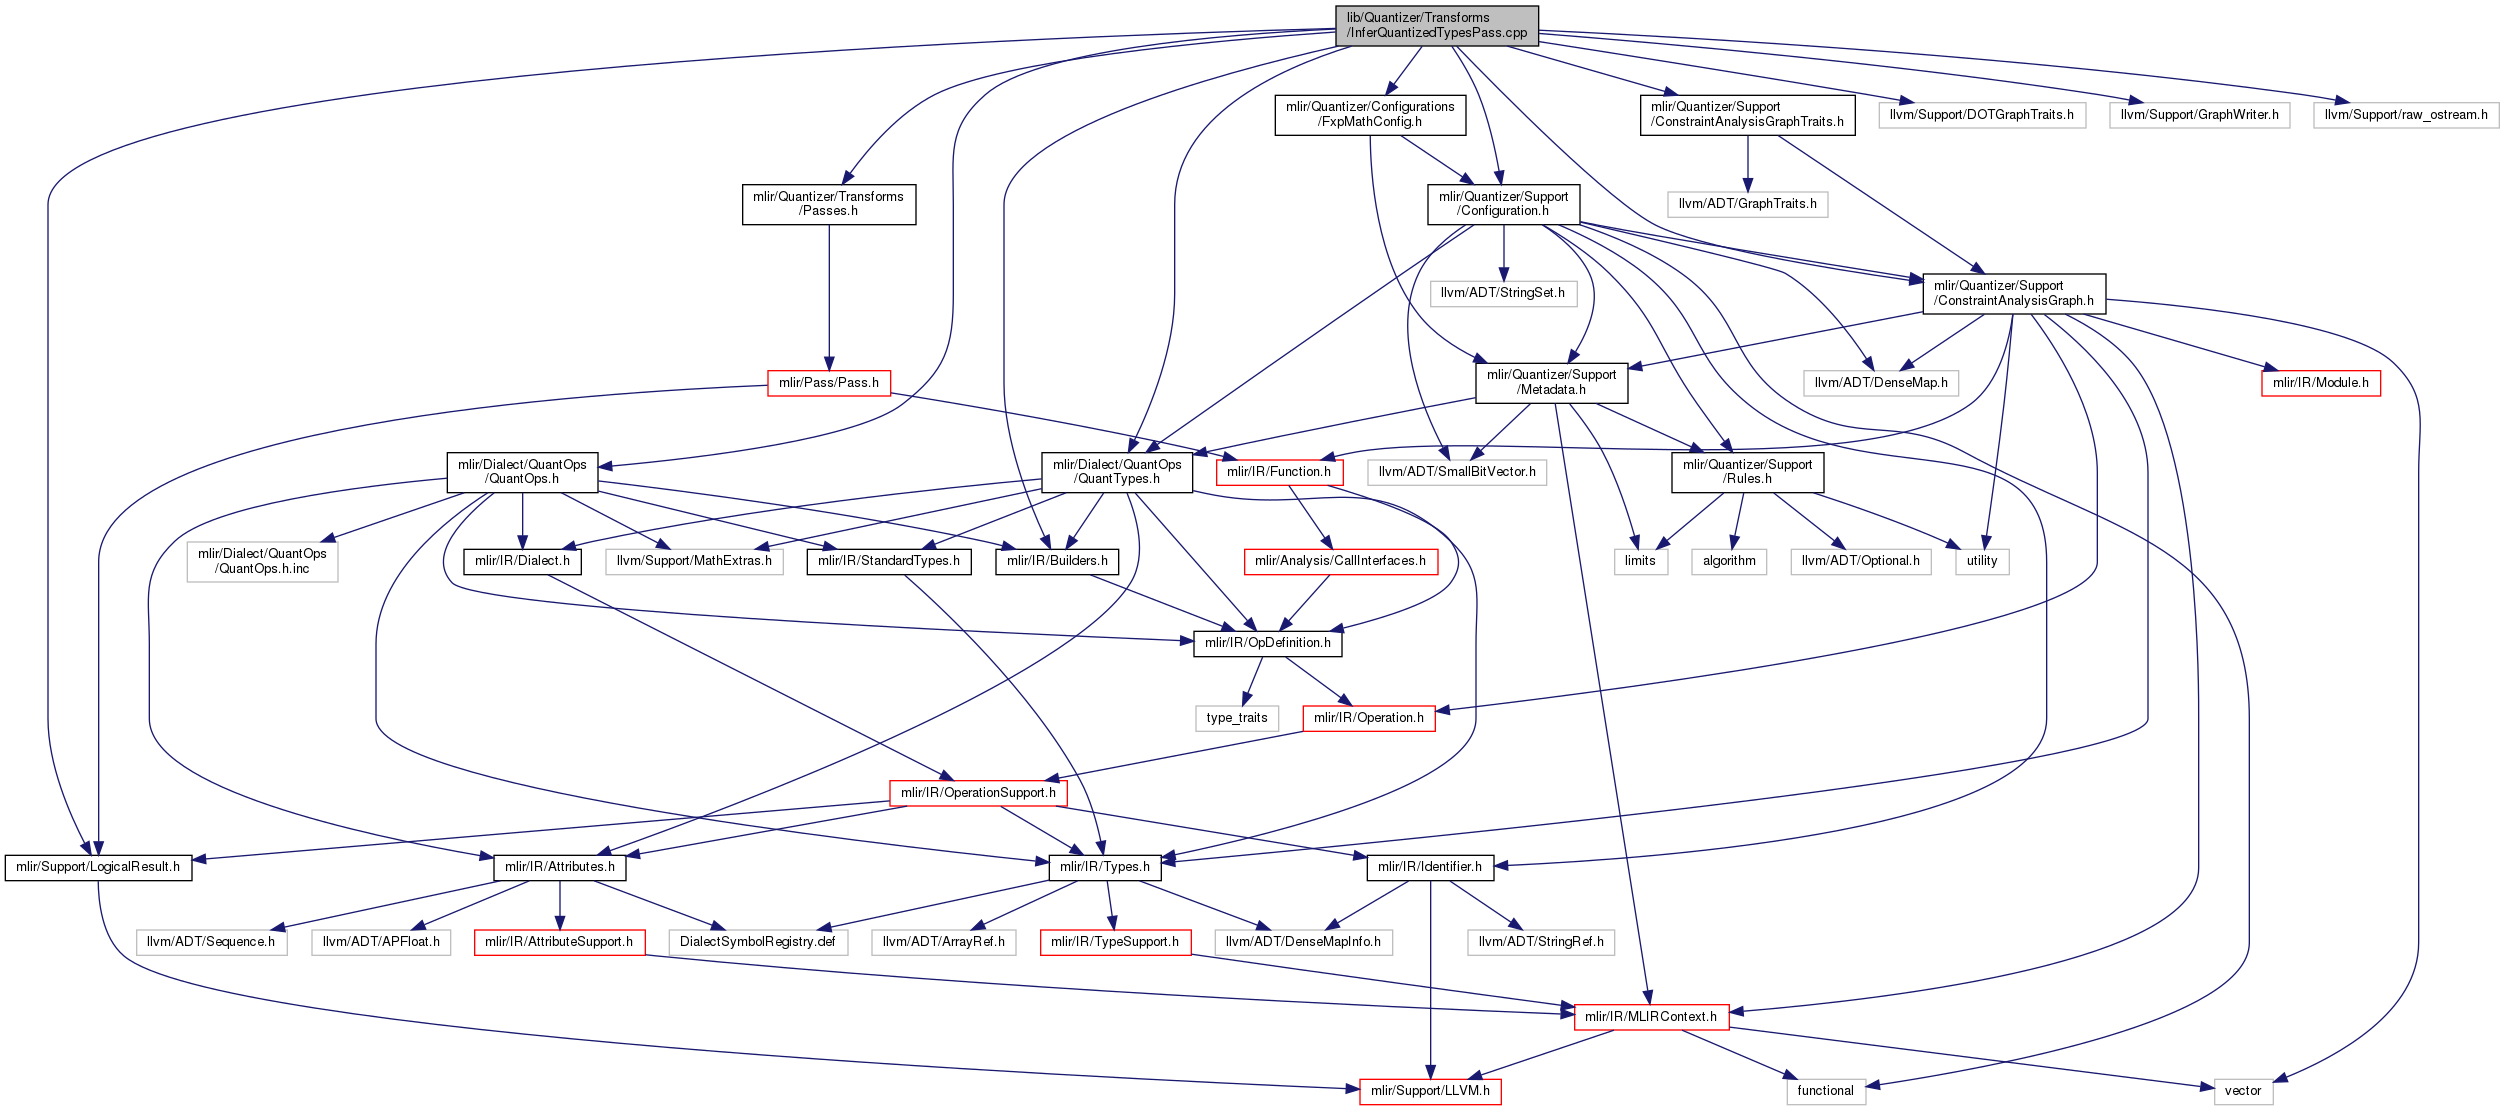 lib/Quantizer/Transforms
/InferQuantizedTypesPass.cpp
mlir/Quantizer/Configurations
/FxpMathConfig.h
mlir/Quantizer/Support
/ConstraintAnalysisGraphTraits.h
llvm/Support/DOTGraphTraits.h
llvm/Support/GraphWriter.h
llvm/Support/raw_ostream.h
mlir/Quantizer/Transforms
/Passes.h
mlir/Quantizer/Support
/Configuration.h
llvm/ADT/GraphTraits.h
llvm/ADT/StringSet.h
mlir/Quantizer/Support
/ConstraintAnalysisGraph.h
mlir/Pass/Pass.h
mlir/Quantizer/Support
/Metadata.h
llvm/ADT/DenseMap.h
mlir/IR/Module.h
mlir/Dialect/QuantOps
/QuantOps.h
mlir/Dialect/QuantOps
/QuantTypes.h
mlir/IR/Function.h
llvm/ADT/SmallBitVector.h
mlir/Quantizer/Support
/Rules.h
mlir/Dialect/QuantOps
/QuantOps.h.inc
mlir/IR/Dialect.h
llvm/Support/MathExtras.h
mlir/IR/StandardTypes.h
mlir/IR/Builders.h
mlir/Analysis/CallInterfaces.h
limits
algorithm
llvm/ADT/Optional.h
utility
mlir/IR/OpDefinition.h
type_traits
mlir/IR/Operation.h
mlir/IR/OperationSupport.h
mlir/Support/LogicalResult.h
mlir/IR/Attributes.h
mlir/IR/Types.h
mlir/IR/Identifier.h
llvm/ADT/Sequence.h
llvm/ADT/APFloat.h
mlir/IR/AttributeSupport.h
DialectSymbolRegistry.def
llvm/ADT/ArrayRef.h
mlir/IR/TypeSupport.h
llvm/ADT/DenseMapInfo.h
llvm/ADT/StringRef.h
mlir/IR/MLIRContext.h
mlir/Support/LLVM.h
functional
vector